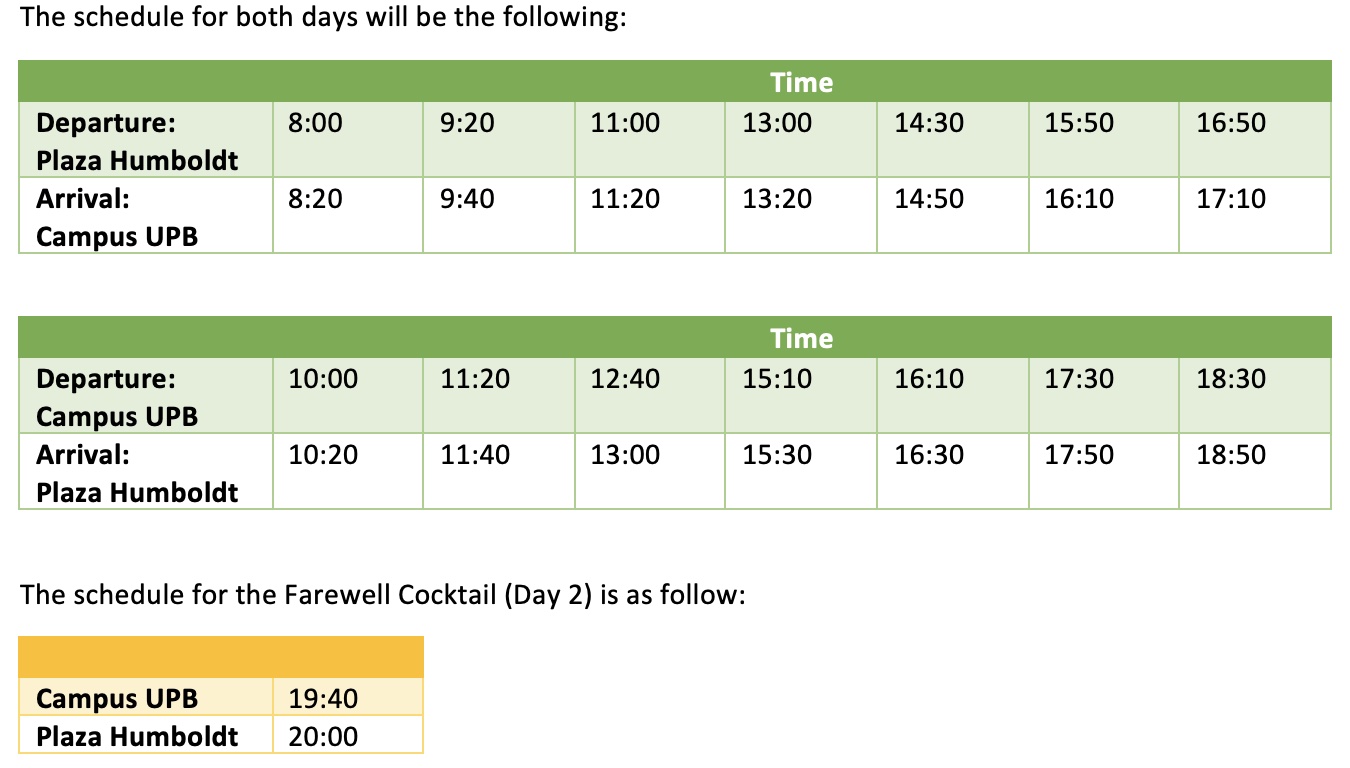 The schedule for both days will be the following:
Time
Departure: Plaza Humboldt 8:00 9:20 11:00 13:00 14:30 15:50 16:50
Arrival: Campus UPB 8:20 9:40 11:20 13:20 14:50 16:10 17:10
Time
Departure: Campus UPB 10:00 11:20 12:40 15:10 16:10 17:30 18:30
Arrival: Plaza Humboldt 10:20 11:40 13:00 15:30 16:30 17:50 18:50
The schedule for the Farewell Cocktail (Day 2) is as follow:
Campus UPB 19:40
Plaza Humboldt 20:00